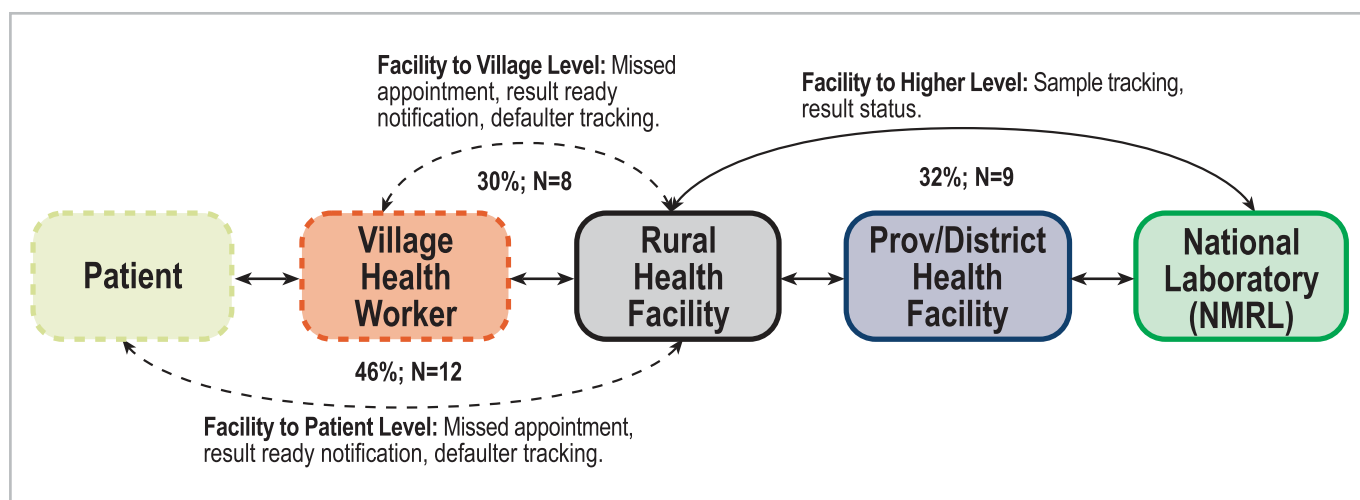 Facility to Village Level: Missed
appointment, result ready
notification, defaulter tracking.
Facility to Higher Level: Sample tracking,
result status.
30%; N=8
32%; N=9
Patient
Village
Health
Worker
Rural
Health
Facility
Prov/District
Health
Facility
National
Laboratory
(NMRL)
46%; N=12
Facility to Patient Level: Missed appointment,
result ready notification, defaulter tracking.